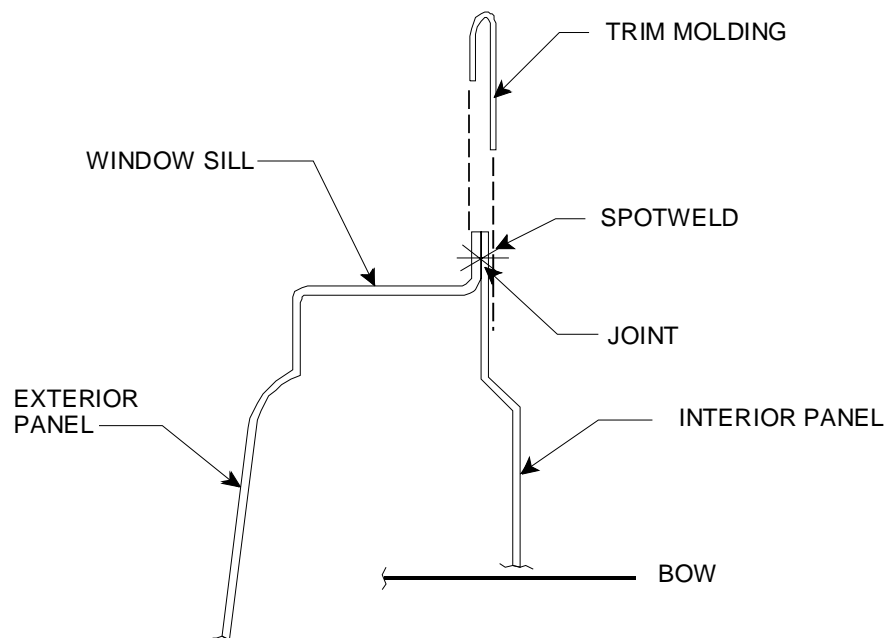 TRIM MOLDING
WINDOW SILL
SPOTWELD
JOINT
EXTERIOR
PANEL
INTERIOR PANEL
BOW